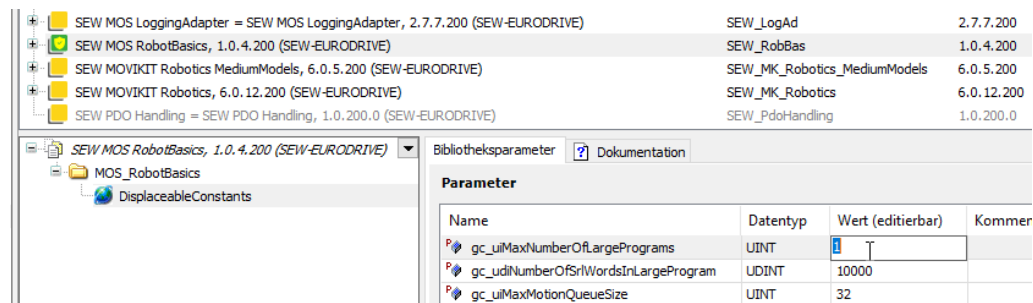 SEW MOS LoggingAdapter = SEW MOS LoggingAdapter, 2.7.7.200 (SEW-EURODRIVE) SEW_LogAd 2.7.7.200
SEW MOS RobotBasics, 1.0.4.200 (SEW-EURODRIVE) SEW_RobBas 1.0.4.200
SEW MOVIKIT Robotics MediumModels, 6.0.5.200 (SEW-EURODRIVE) SEW_MK_Robotics_MediumModels 6.0.5.200
SEW MOVIKIT Robotics, 6.0.12.200 (SEW-EURODRIVE) SEW_MK_Robotics 6.0.12.200
SEW PDO Handling = SEW PDO Handling, 1.0.200.0 (SEW-EURODRIVE) SEW_PdoHandling 1.0.200.0
SEW MOS RobotBasics, 1.0.4.200 (SEW-EURODRIVE)
MOS_RobotBasics
DisplaceableConstants
Bibliotheksparameter Dokumentation
Parameter
Name Datentyp Wert (editierbar) Kommen
gc_uiMaxNumberOfLargePrograms UINT 1
gc_udiNumberOfSrlWordsInLargeProgram UDINT 10000
gc_uiMaxMotionQueueSize UINT 32